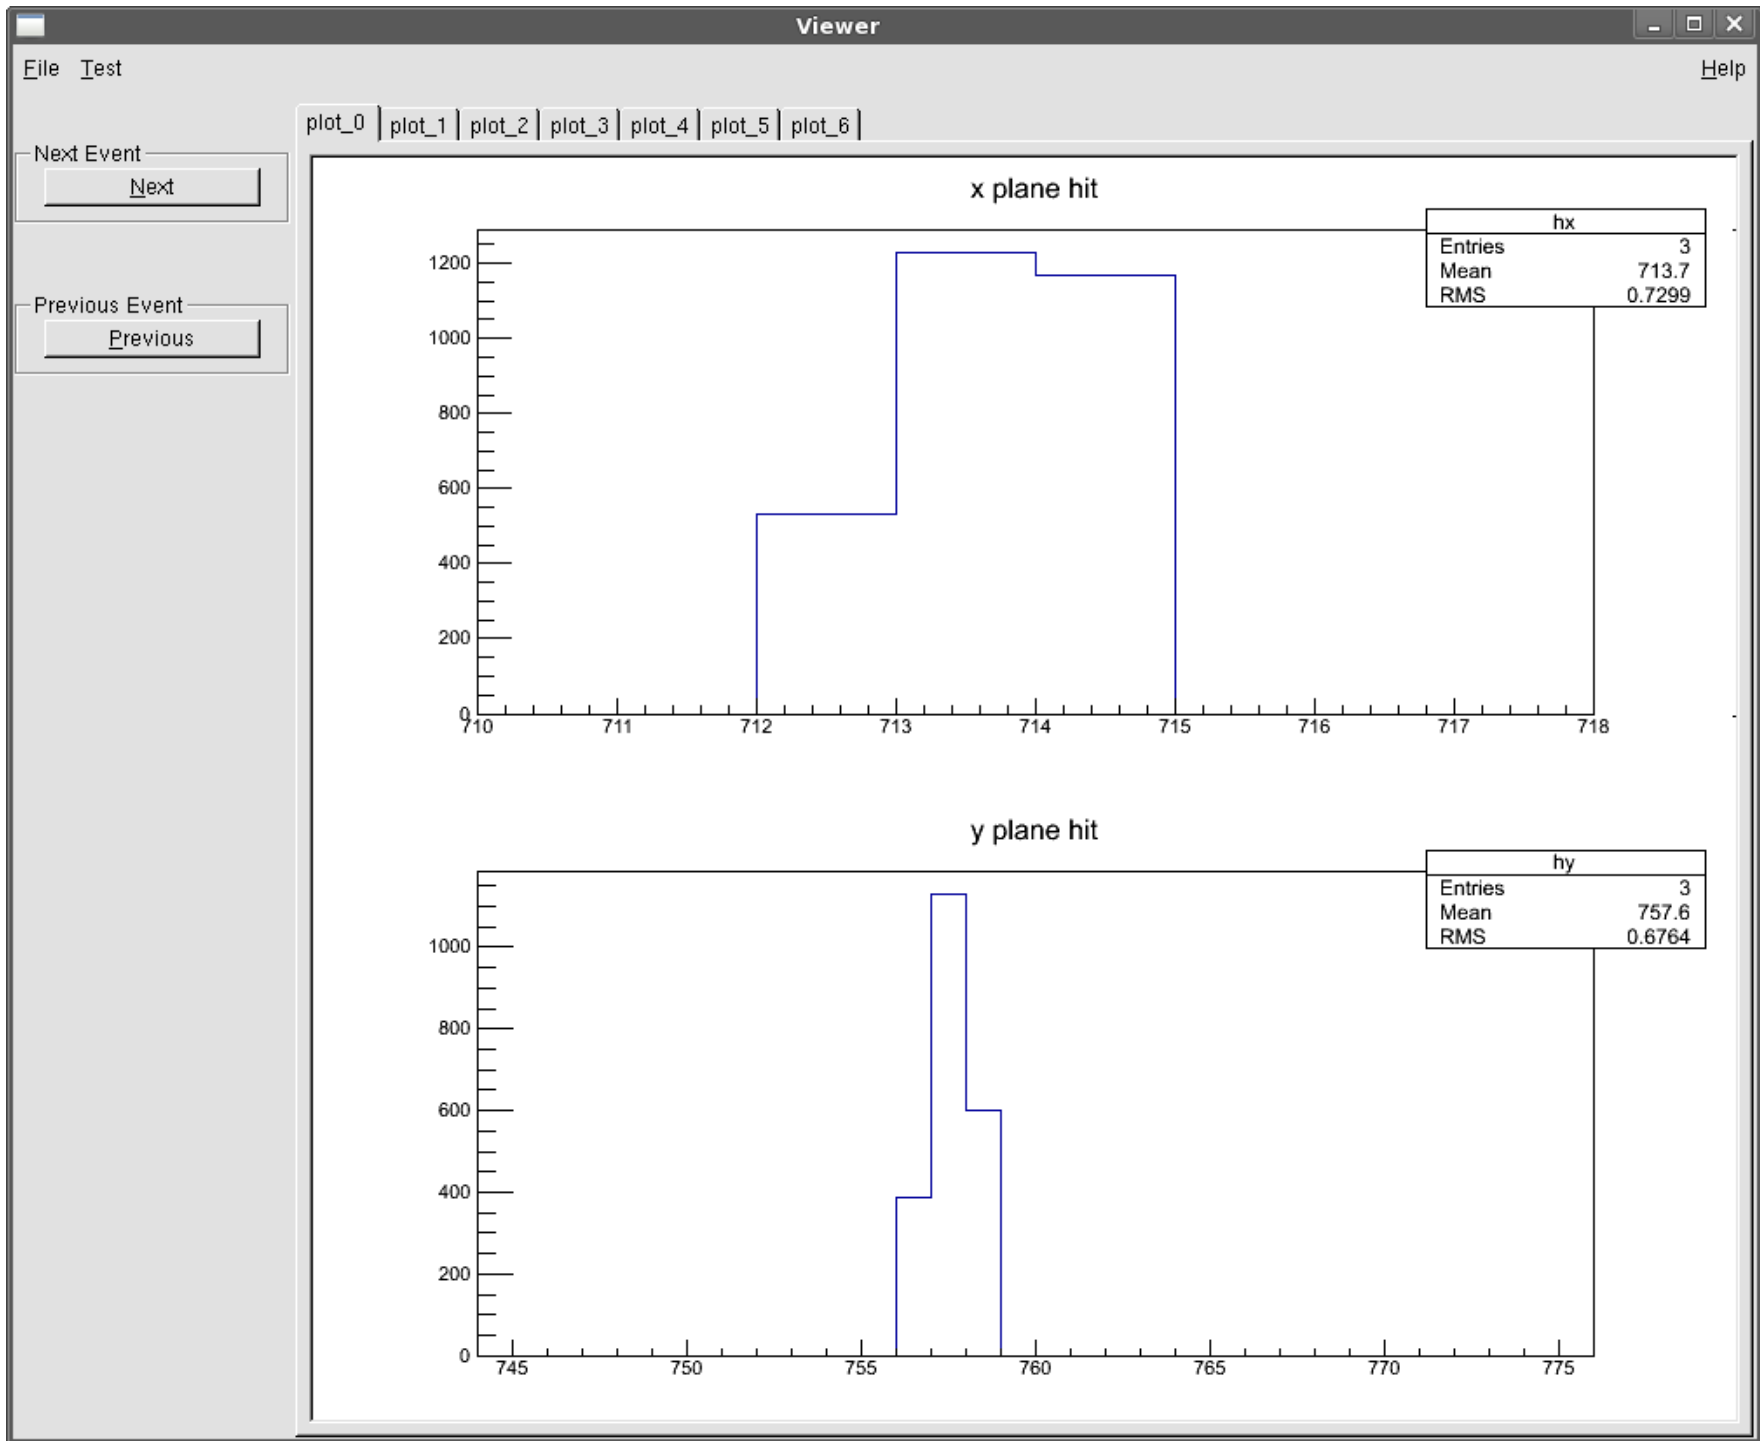 Viewer
File Test Help
plot_0 plot_1 plot_2 plot_3 plot_4 plot_5 plot_6
Next Event
Next
Previous Event
Previous
x plane hit
hx
Entries 3
Mean 713.7
RMS 0.7299
1200
1000
800
600
400
200
0
710 711 712 713 714 715 716 717 718
y plane hit
hy
Entries 3
Mean 757.6
RMS 0.6764
1000
800
600
400
200
0
745 750 755 760 765 770 775